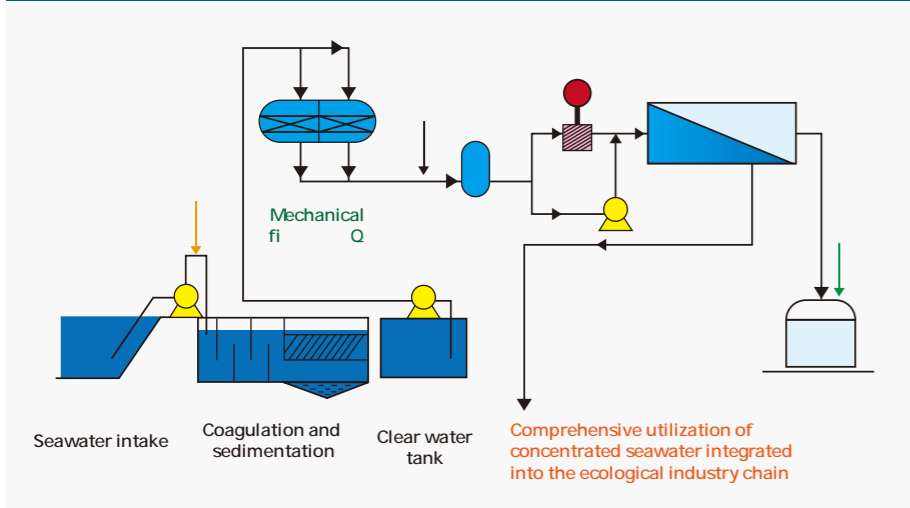 Mechanical
fi Q
Seawater intake
Coagulation and
sedimentation
Clear water
tank
Comprehensive utilization of
concentrated seawater integrated
into the ecological industry chain